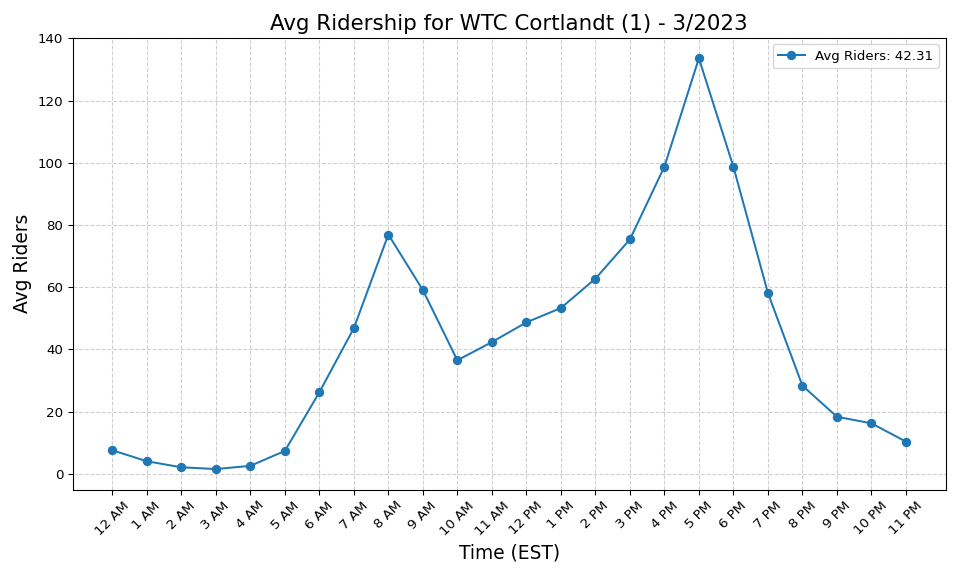 Avg Ridership for WTC Cortlandt (1) - 3/2023
Avg Riders: 42.31
Avg Riders
140
120
100
80
60
40
20
0
12 AM
1 AM
2 AM
3 AM
4 AM
5 AM
6 AM
7 AM
8 AM
9 AM
10 AM
11 AM
12 PM
1 PM
2 PM
3 PM
4 PM
5 PM
6 PM
7 PM
8 PM
9 PM
10 PM
11 PM
Time (EST)